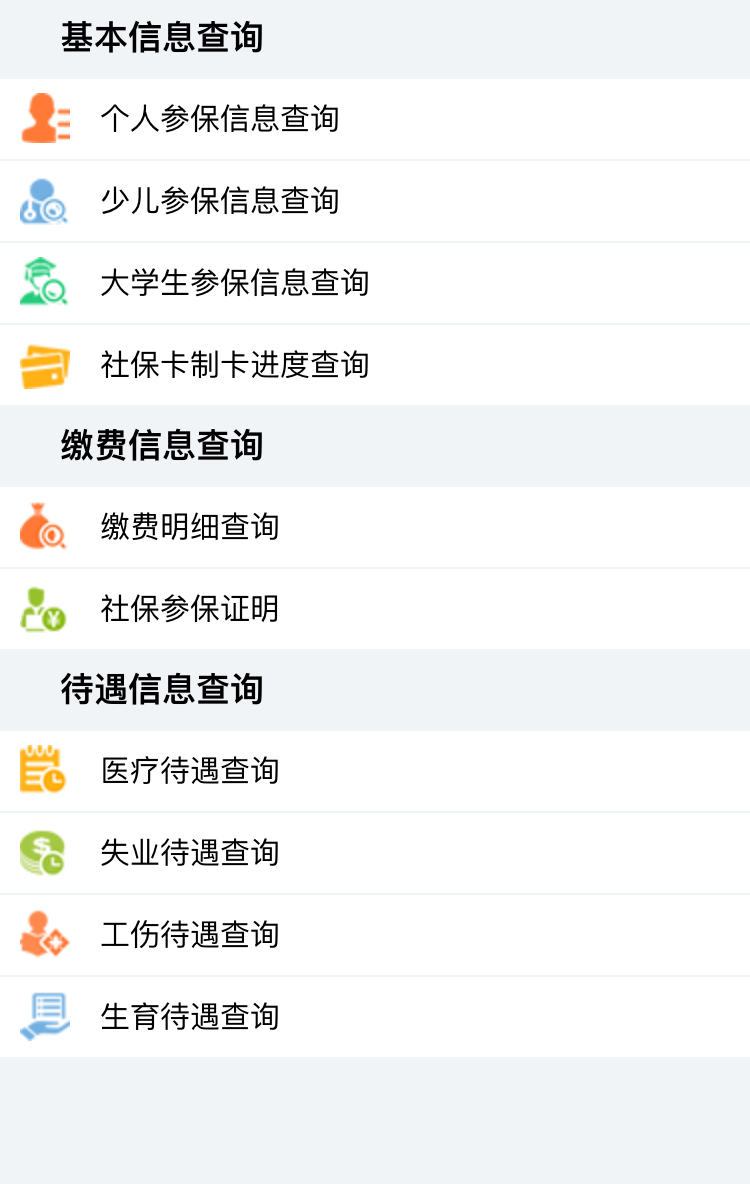 基本信息查询
个人参保信息查询
少儿参保信息查询
大学生参保信息查询
社保卡制卡进度查询
缴费信息查询
缴费明细查询
社保参保证明
待遇信息查询
医疗待遇查询
失业待遇查询
工伤待遇查询
生育待遇查询